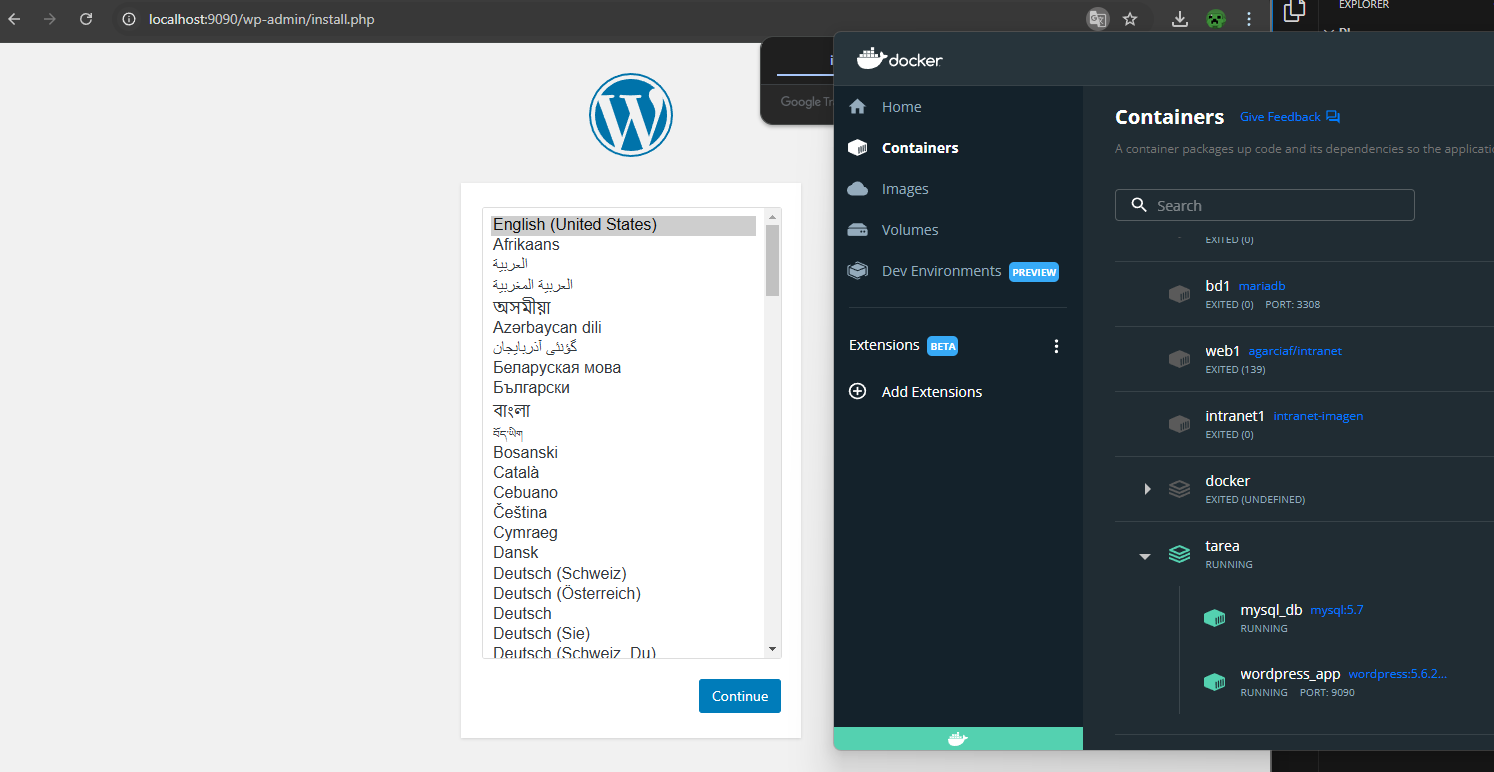 localhost:9090/wp-admin/install.php
EXPLORER
English (United States)
Afrikaans
العربية
العربية المغربية
অসমীয়া
Azərbaycan dili
گؤنئی آذربایجان
Беларуская мова
Български
বাংলা
བོད་ཡིག
Bosanski
Català
Cebuano
Čeština
Cymraeg
Dansk
Deutsch (Schweiz)
Deutsch (Österreich)
Deutsch
Deutsch (Sie)
Deutsch (Schweiz, Du)
Continue
Google Tr
docker
Home
Containers
Images
Volumes
Dev Environments PREVIEW
Extensions BETA
Add Extensions
Containers Give Feedback
A container packages up code and its dependencies so the applicatio
Search
EXITED (0)
bd1 mariadb
EXITED (0) PORT: 3308
web1 agarciaf/intranet
EXITED (139)
intranet1 intranet-imagen
EXITED (0)
docker
EXITED (UNDEFINED)
tarea
RUNNING
mysql_db mysql:5.7
RUNNING
wordpress_app wordpress:5.6.2...
RUNNING PORT: 9090